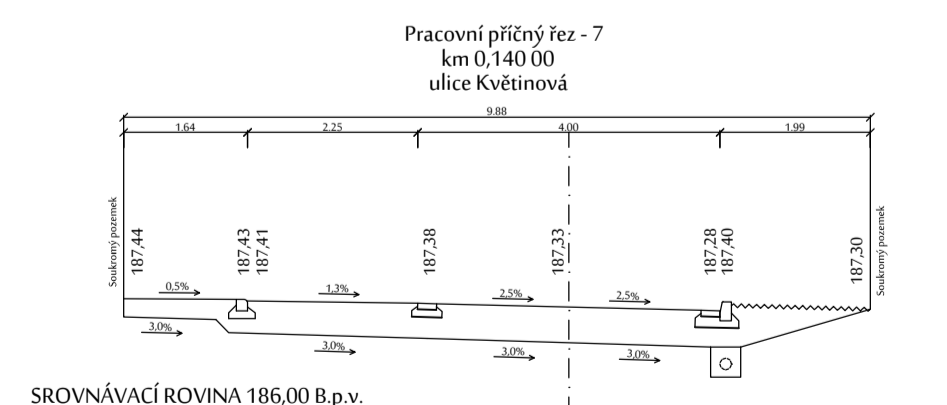 Pracovní příčný řez - 7
km 0,140 00
ulice Květinová
9.88
1.64 2.25 4.00 1.99
Soukromý pozemek
187,44
187,43
187,41
187,38
187,33
187,28
187,40
187,30
Soukromý pozemek
0,5%
1,3%
2,5%
2,5%
3,0%
3,0%
3,0%
3,0%
SROVNÁVACÍ ROVINA 186,00 B.p.v.